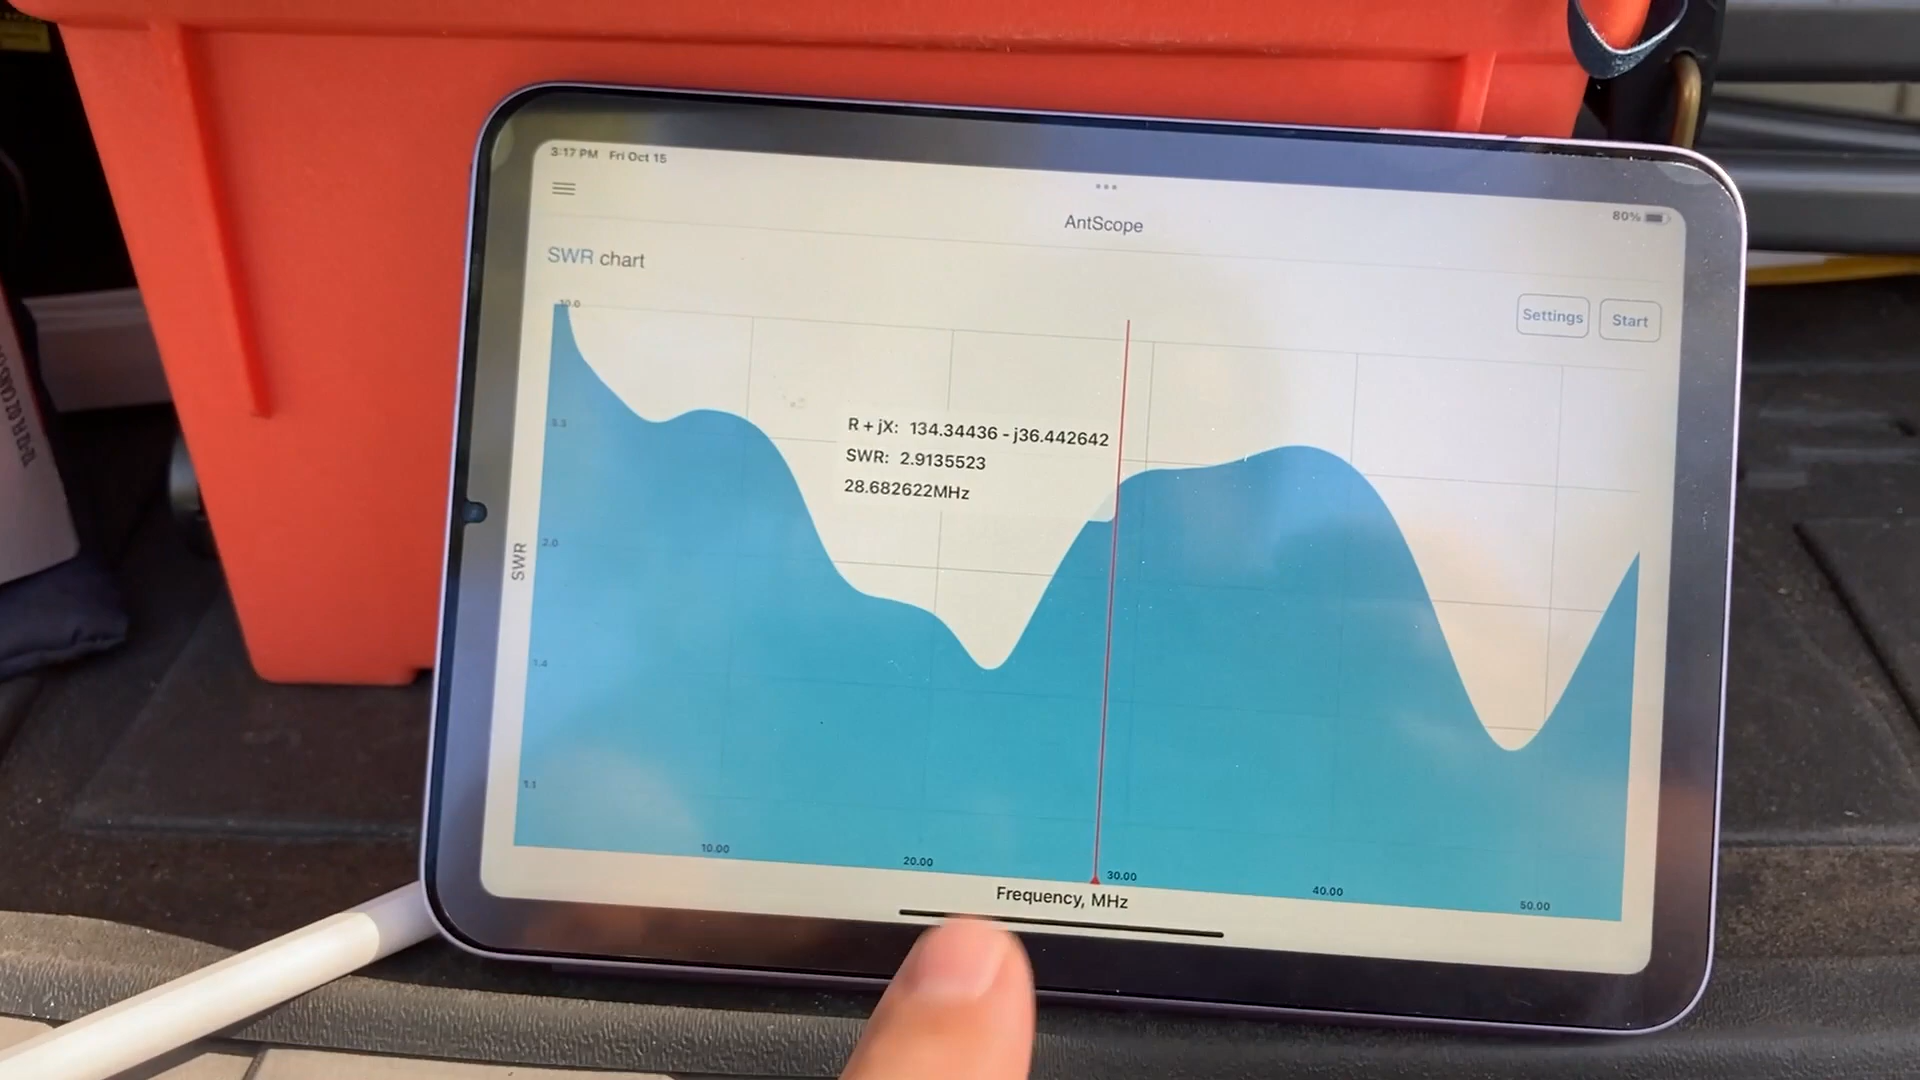 3:17 PM Fri Oct 15
80%
AntScope
SWR chart
Settings
Start
10.0
3.3
2.0
1.4
1.1
SWR
R + jX: 134.34436 - j36.442642
SWR: 2.9135523
28.682622MHz
10.00
20.00
30.00
40.00
50.00
Frequency, MHz